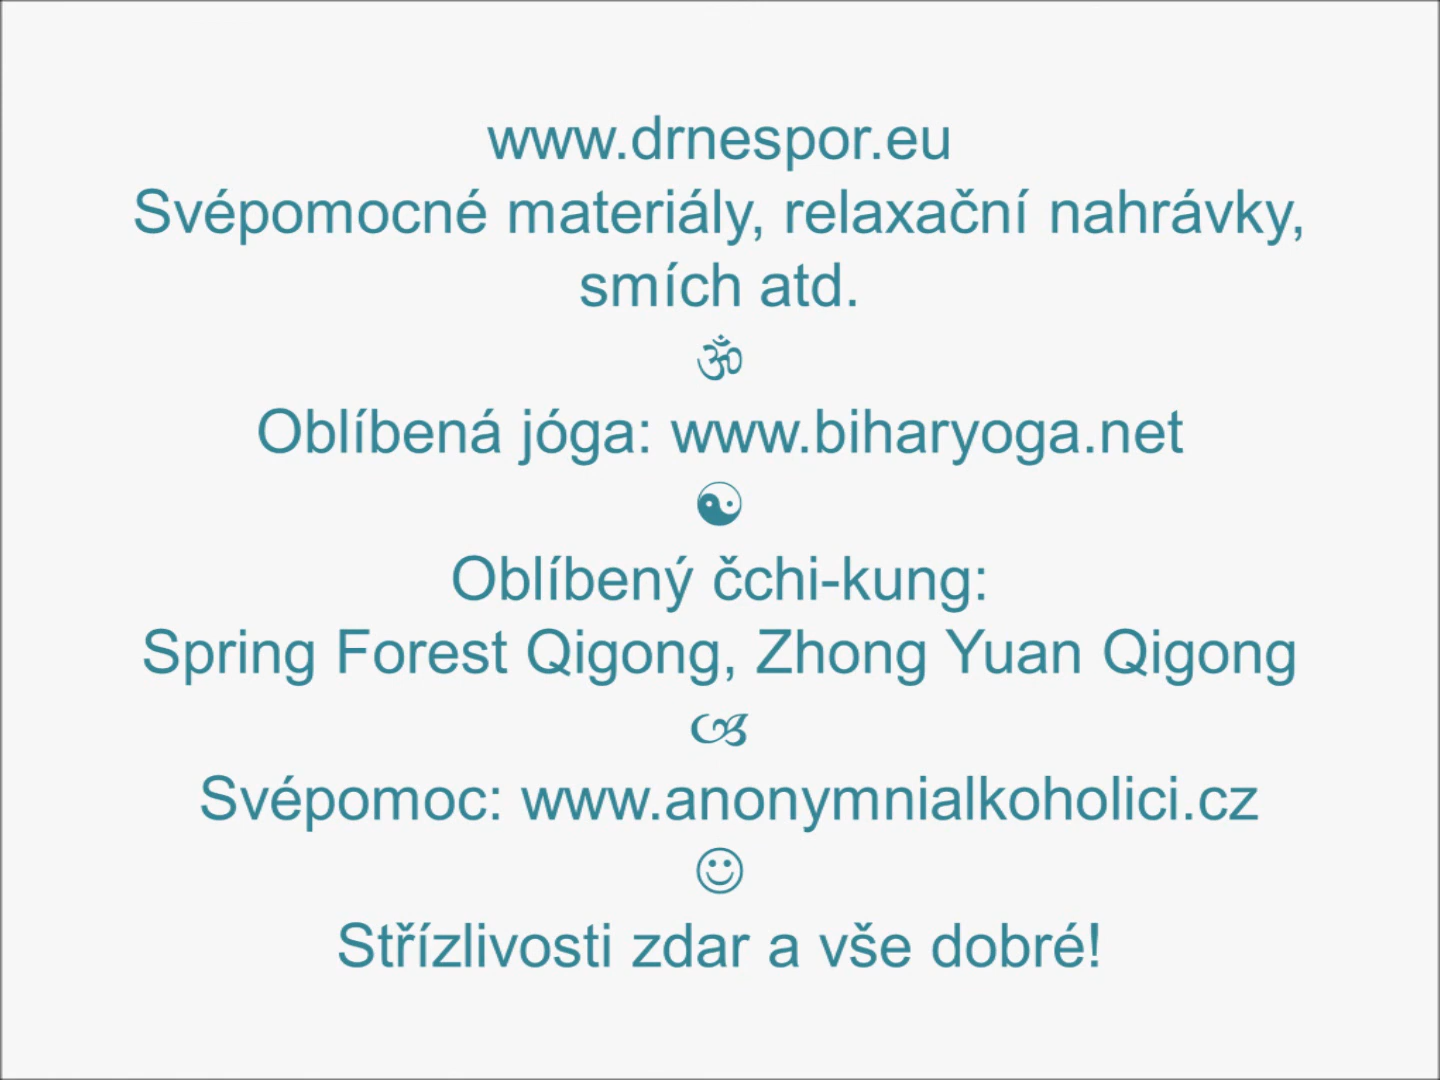 www.drnespor.eu
Svépomocné materiály, relaxační nahrávky,
smích atd.
ॐ
Oblíbená jóga: www.biharyoga.net
☯
Oblíbený čchi-kung:
Spring Forest Qigong, Zhong Yuan Qigong
Svépomoc: www.anonymnialkoholici.cz
☺
Střízlivosti zdar a vše dobré!